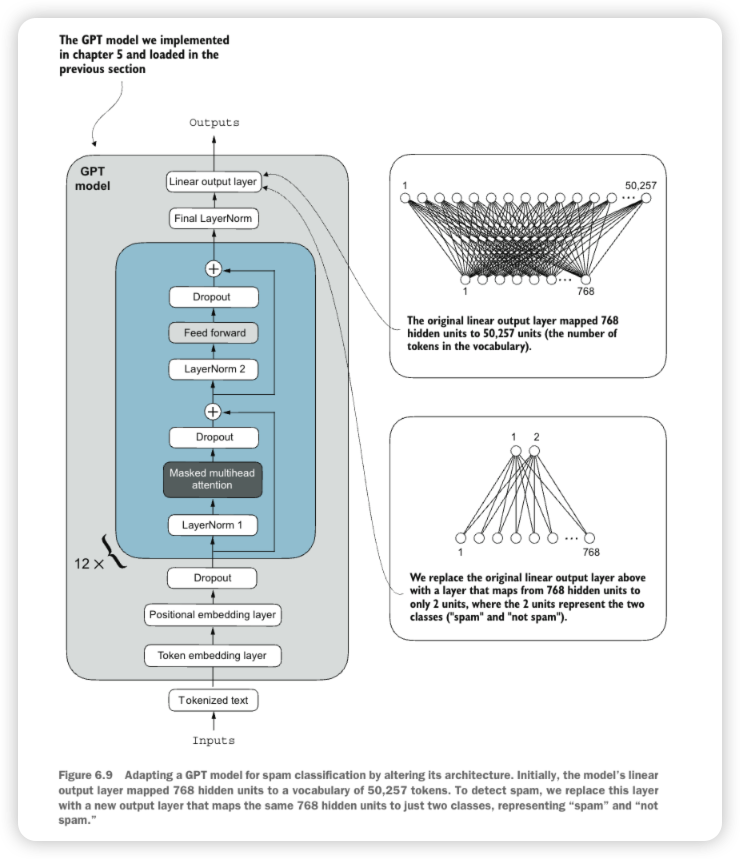 The GPT model we implemented
in chapter 5 and loaded in the
previous section
Outputs
GPT
model
Linear output layer
Final LayerNorm
+
Dropout
Feed forward
LayerNorm 2
+
Dropout
Masked multihead
attention
LayerNorm 1
12 ×
{
Dropout
Positional embedding layer
Token embedding layer
Tokenized text
Inputs
1 ... 50,257
... 
1 768
The original linear output layer mapped 768
hidden units to 50,257 units (the number of
tokens in the vocabulary).
1 2
...
1 768
We replace the original linear output layer above
with a layer that maps from 768 hidden units to
only 2 units, where the 2 units represent the two
classes ("spam" and "not spam").
Figure 6.9 Adapting a GPT model for spam classification by altering its architecture. Initially, the model's linear
output layer mapped 768 hidden units to a vocabulary of 50,257 tokens. To detect spam, we replace this layer
with a new output layer that maps the same 768 hidden units to just two classes, representing “spam” and “not
spam.”